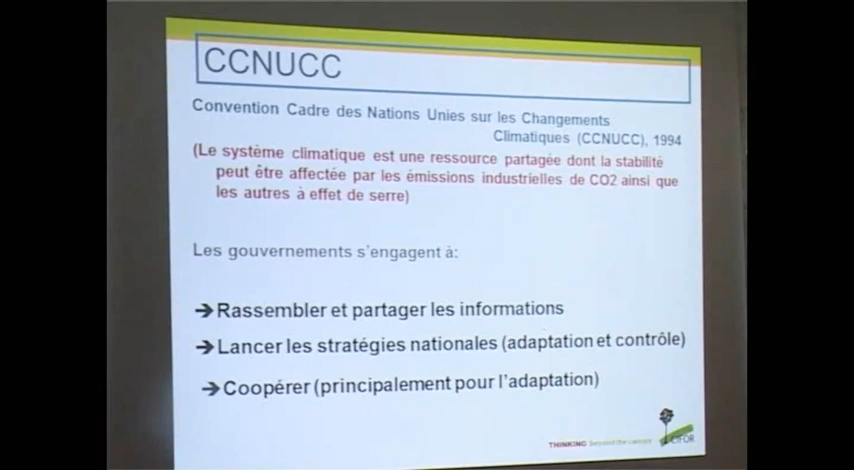 CCNUCC
Convention Cadre des Nations Unies sur les Changements
Climatiques (CCNUCC), 1994
(Le système climatique est une ressource partagée dont la stabilité
peut être affectée par les émissions industrielles de CO2 ainsi que
les autres à effet de serre)
Les gouvernements s'engagent à:
➔Rassembler et partager les informations
➔Lancer les stratégies nationales (adaptation et contrôle)
➔Coopérer (principalement pour l'adaptation)
THINKING beyond the canopy
CIFOR